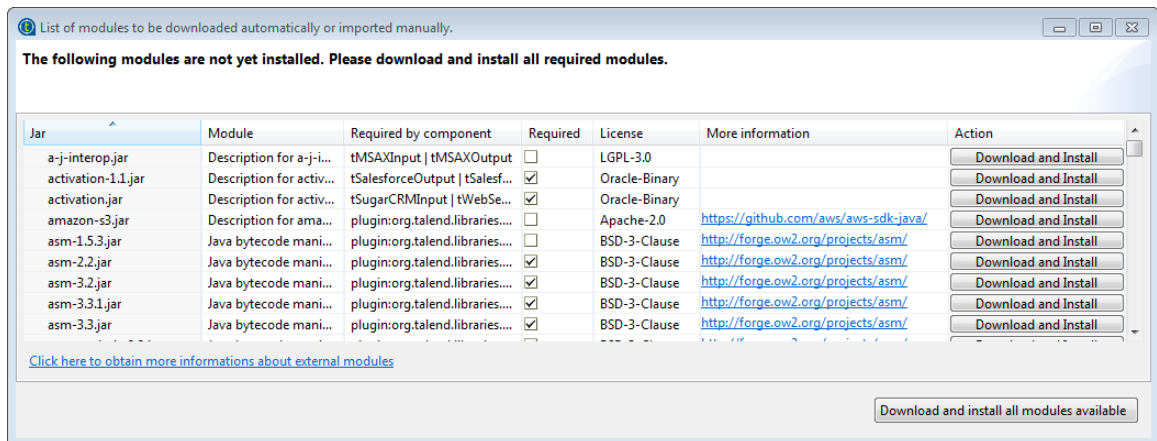 List of modules to be downloaded automatically or imported manually.
The following modules are not yet installed. Please download and install all required modules.
Jar Module Required by component Required License More information Action
a-j-interop.jar Description for a-j-i... tMSAXInput | tMSAXOutput LGPL-3.0 Download and Install
activation-1.1.jar Description for activ... tSalesforceOutput | tSalesf... Oracle-Binary Download and Install
activation.jar Description for activ... tSugarCRMInput | tWebSe... Oracle-Binary Download and Install
amazon-s3.jar Description for ama... plugin:org.talend.libraries.... Apache-2.0 https://github.com/aws/aws-sdk-java/ Download and Install
asm-1.5.3.jar Java bytecode mani... plugin:org.talend.libraries.... BSD-3-Clause http://forge.ow2.org/projects/asm/ Download and Install
asm-2.2.jar Java bytecode mani... plugin:org.talend.libraries.... BSD-3-Clause http://forge.ow2.org/projects/asm/ Download and Install
asm-3.2.jar Java bytecode mani... plugin:org.talend.libraries.... BSD-3-Clause http://forge.ow2.org/projects/asm/ Download and Install
asm-3.3.1.jar Java bytecode mani... plugin:org.talend.libraries.... BSD-3-Clause http://forge.ow2.org/projects/asm/ Download and Install
asm-3.3.jar Java bytecode mani... plugin:org.talend.libraries.... BSD-3-Clause http://forge.ow2.org/projects/asm/ Download and Install
Click here to obtain more informations about external modules
Download and install all modules available